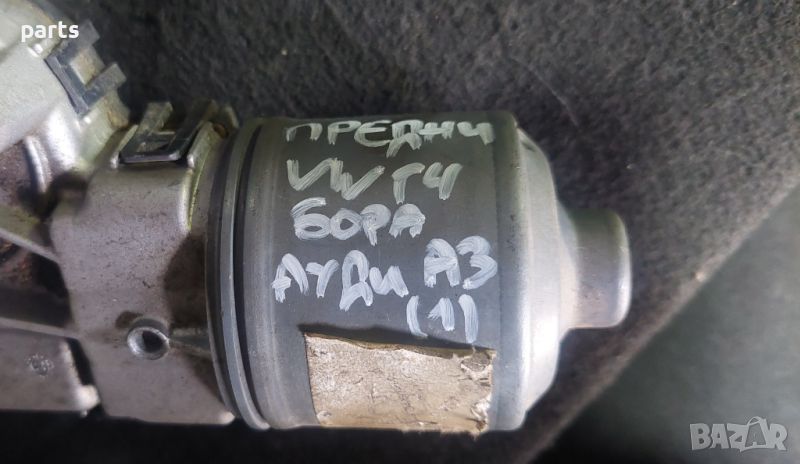 parts
ПРЕДНИ
VW Г4
БОРА
АУДИ А3
(1)
BAZAR